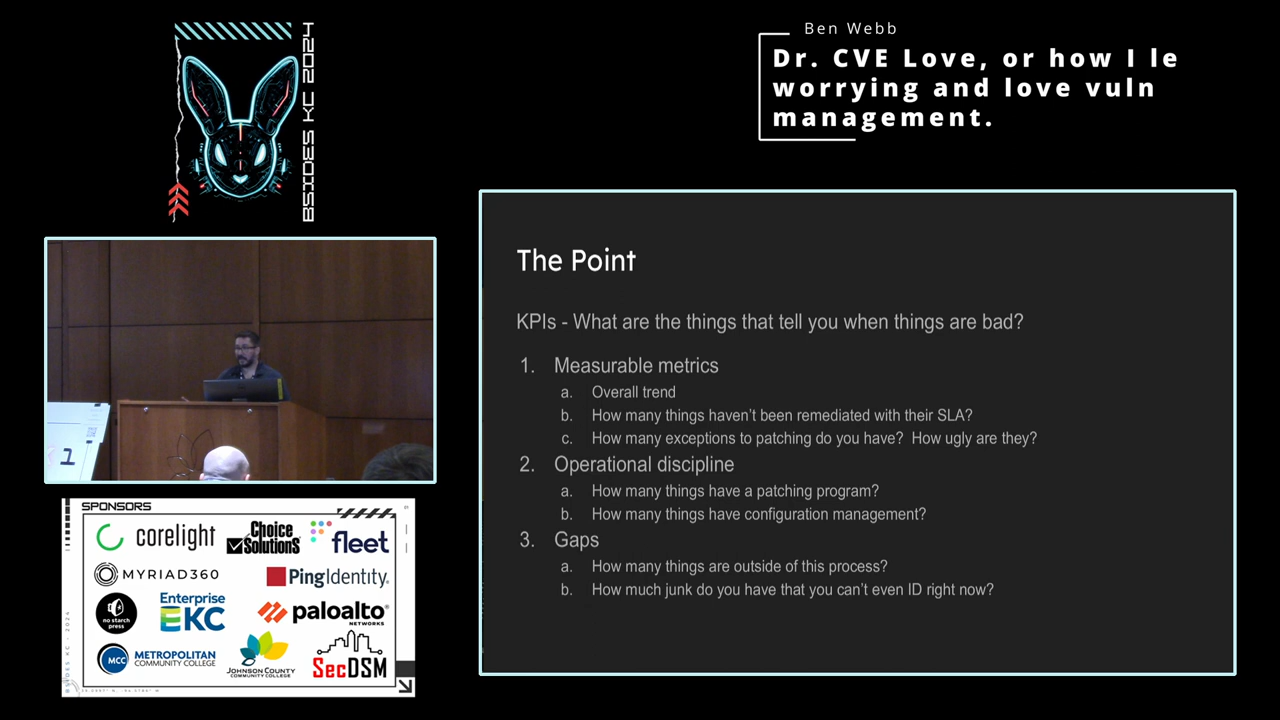 BSIDES KC 2024
Ben Webb
Dr. CVE Love, or how I le
worrying and love vuln
management.
The Point
KPIs - What are the things that tell you when things are bad?
1. Measurable metrics
a. Overall trend
b. How many things haven't been remediated with their SLA?
c. How many exceptions to patching do you have? How ugly are they?
2. Operational discipline
a. How many things have a patching program?
b. How many things have configuration management?
3. Gaps
a. How many things are outside of this process?
b. How much junk do you have that you can't even ID right now?
1
SPONSORS
corelight
Choice
Solutions
fleet
MYRIAD360
PingIdentity
no starch
press
Enterprise
KC
paloalto
NETWORKS
MCC
METROPOLITAN
COMMUNITY COLLEGE
JOHNSON COUNTY
COMMUNITY COLLEGE
SecDSM
BSIDES KC - 2024